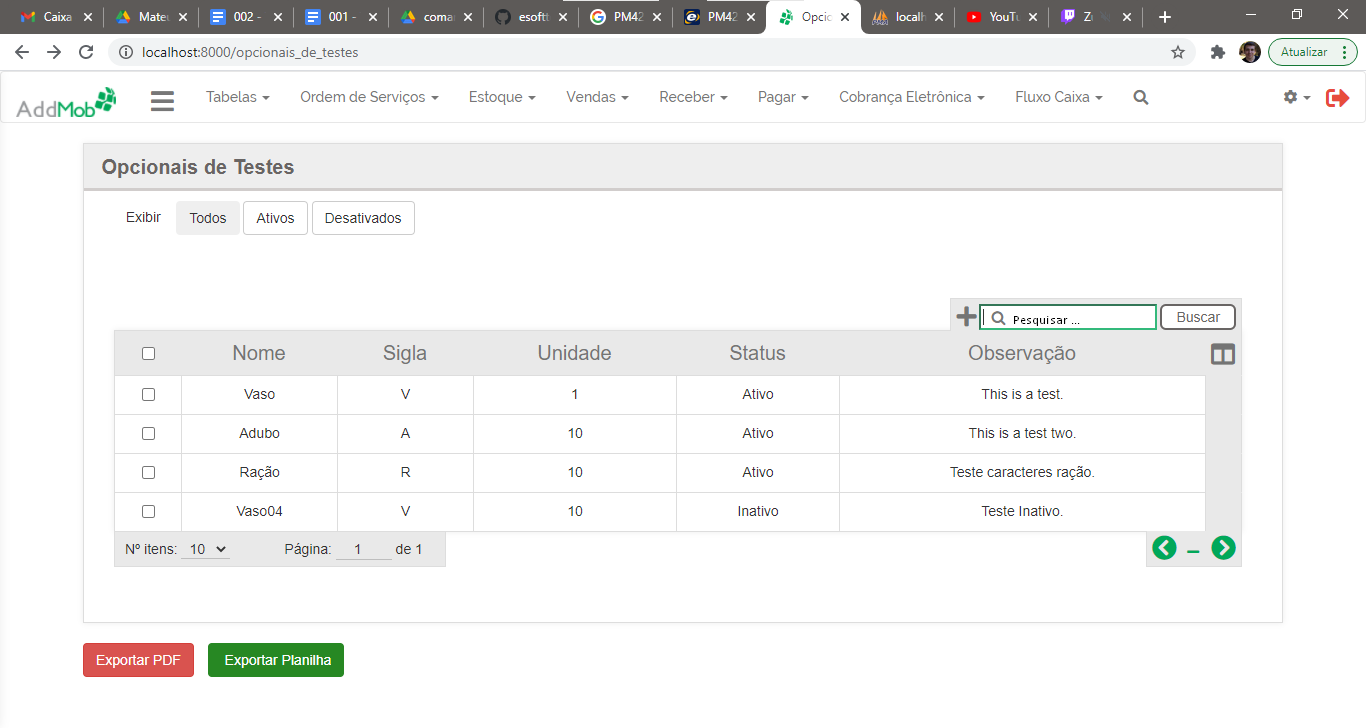 Caixa Mateu 002 - 001 - coma esoftt PM42 PM42 Opcio localh YouTu
localhost:8000/opcionais_de_testes Atualizar
AddMob Tabelas Ordem de Serviços Estoque Vendas Receber Pagar Cobrança Eletrônica Fluxo Caixa
Opcionais de Testes
Exibir Todos Ativos Desativados
Pesquisar ... Buscar
Nome Sigla Unidade Status Observação
Vaso V 1 Ativo This is a test.
Adubo A 10 Ativo This is a test two.
Ração R 10 Ativo Teste caracteres ração.
Vaso04 V 10 Inativo Teste Inativo.
Nº itens: 10 Página: 1 de 1
Exportar PDF Exportar Planilha